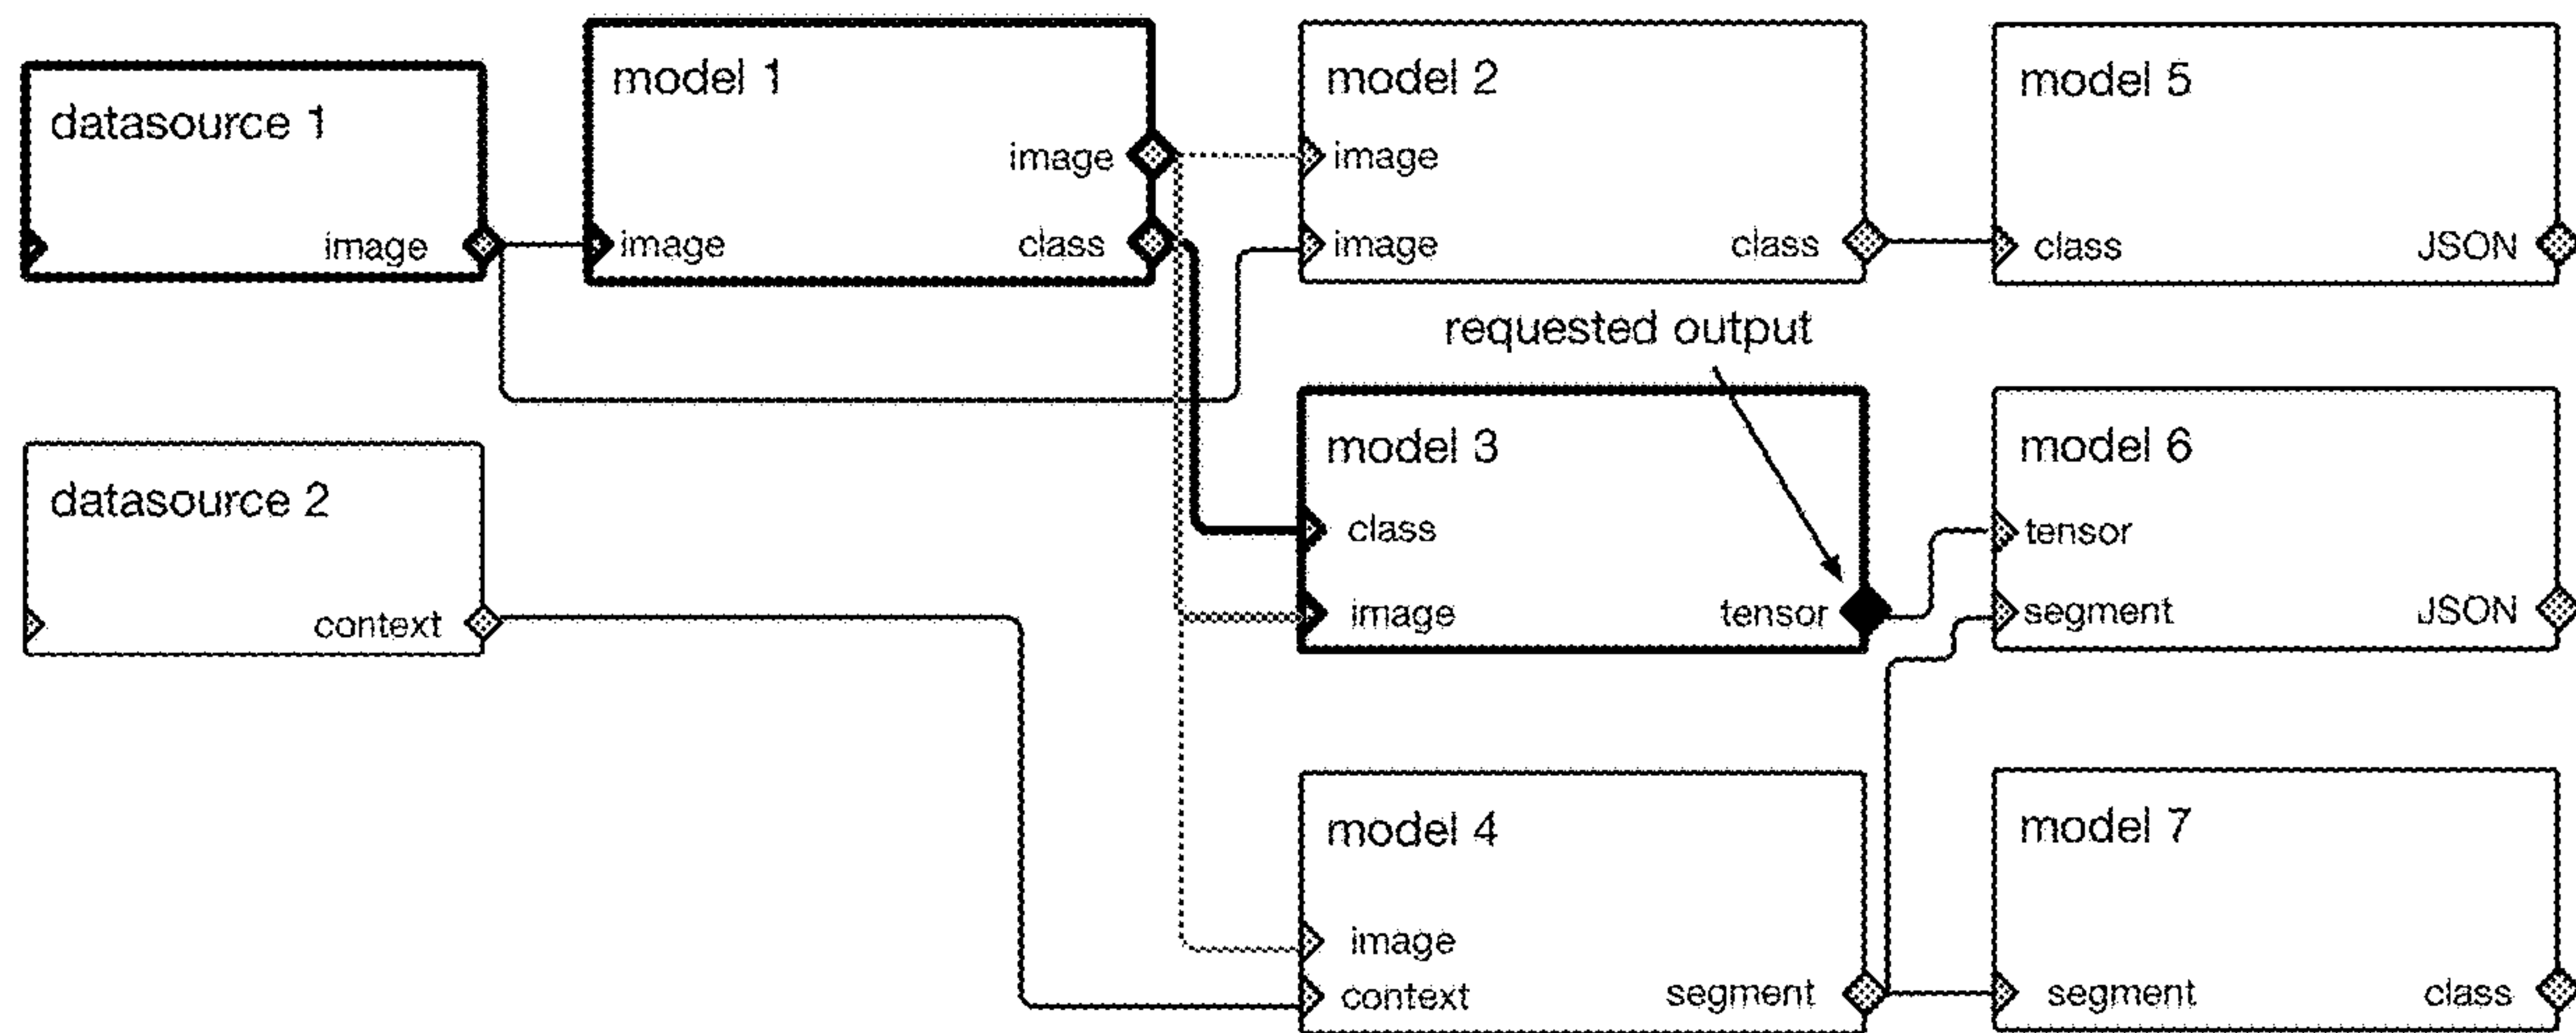 datasource 1
image
model 1
image
class
image
model 2
image
image
class
model 5
class
JSON
requested output
datasource 2
context
model 3
class
image
tensor
model 6
tensor
segment
JSON
model 4
image
context
segment
model 7
segment
class